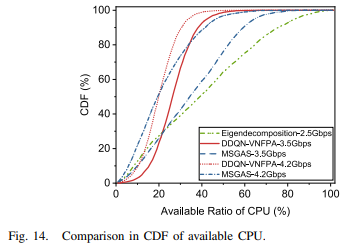 100
80
60
40
20
0
CDF (%)
Eigendecomposition-2.5Gbps
DDQN-VNFPA-3.5Gbps
MSGAS-3.5Gbps
DDQN-VNFPA-4.2Gbps
MSGAS-4.2Gbps
0 20 40 60 80 100
Available Ratio of CPU (%)
Fig. 14. Comparison in CDF of available CPU.